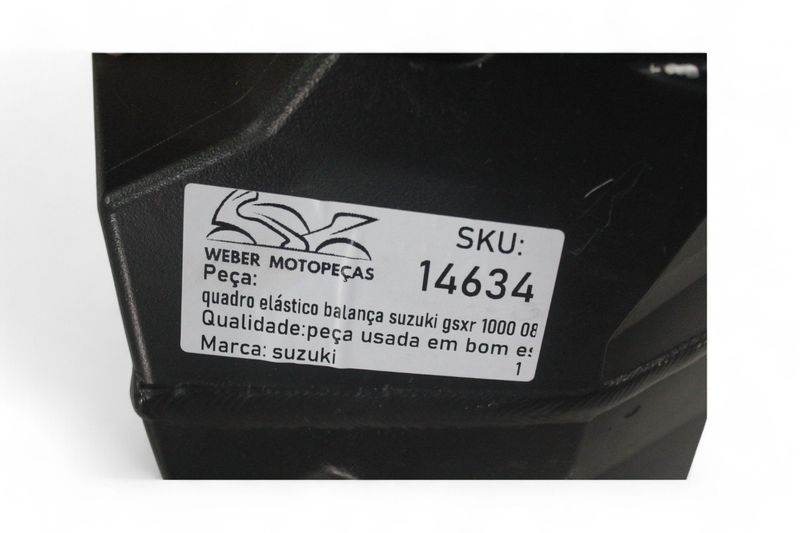 WEBER MOTOPEÇAS
SKU:
14634
Peça:
quadro elástico balança suzuki gsxr 1000 08
Qualidade:peça usada em bom es
Marca: suzuki
1